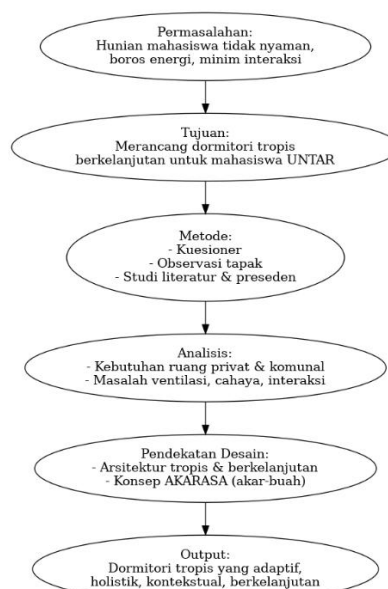 Permasalahan:
Hunian mahasiswa tidak nyaman,
boros energi, minim interaksi
Tujuan:
Merancang dormitori tropis
berkelanjutan untuk mahasiswa UNTAR
Metode:
- Kuesioner
- Observasi tapak
- Studi literatur & preseden
Analisis:
- Kebutuhan ruang privat & komunal
- Masalah ventilasi, cahaya, interaksi
Pendekatan Desain:
- Arsitektur tropis & berkelanjutan
- Konsep AKARASA (akar-buah)
Output:
Dormitori tropis yang adaptif,
holistik, kontekstual, berkelanjutan